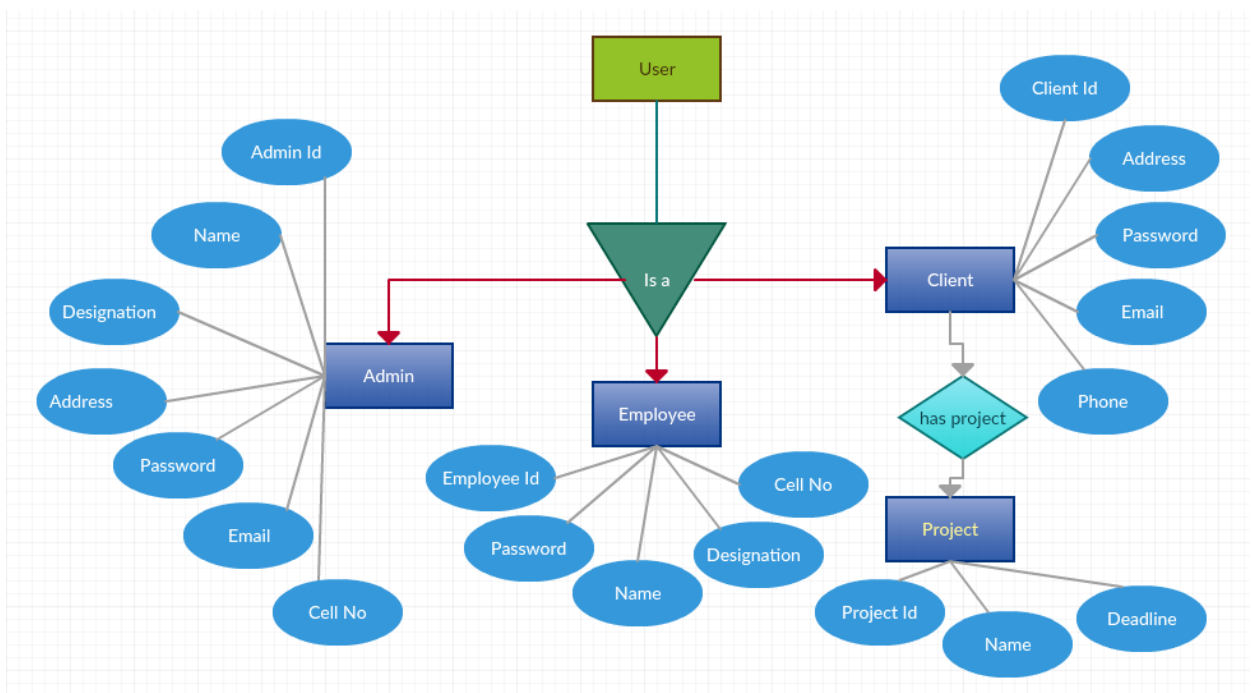 User
Is a
Admin
Admin Id
Name
Designation
Address
Password
Email
Cell No
Employee
Employee Id
Password
Name
Designation
Cell No
Client
Client Id
Address
Password
Email
Phone
has project
Project
Project Id
Name
Deadline